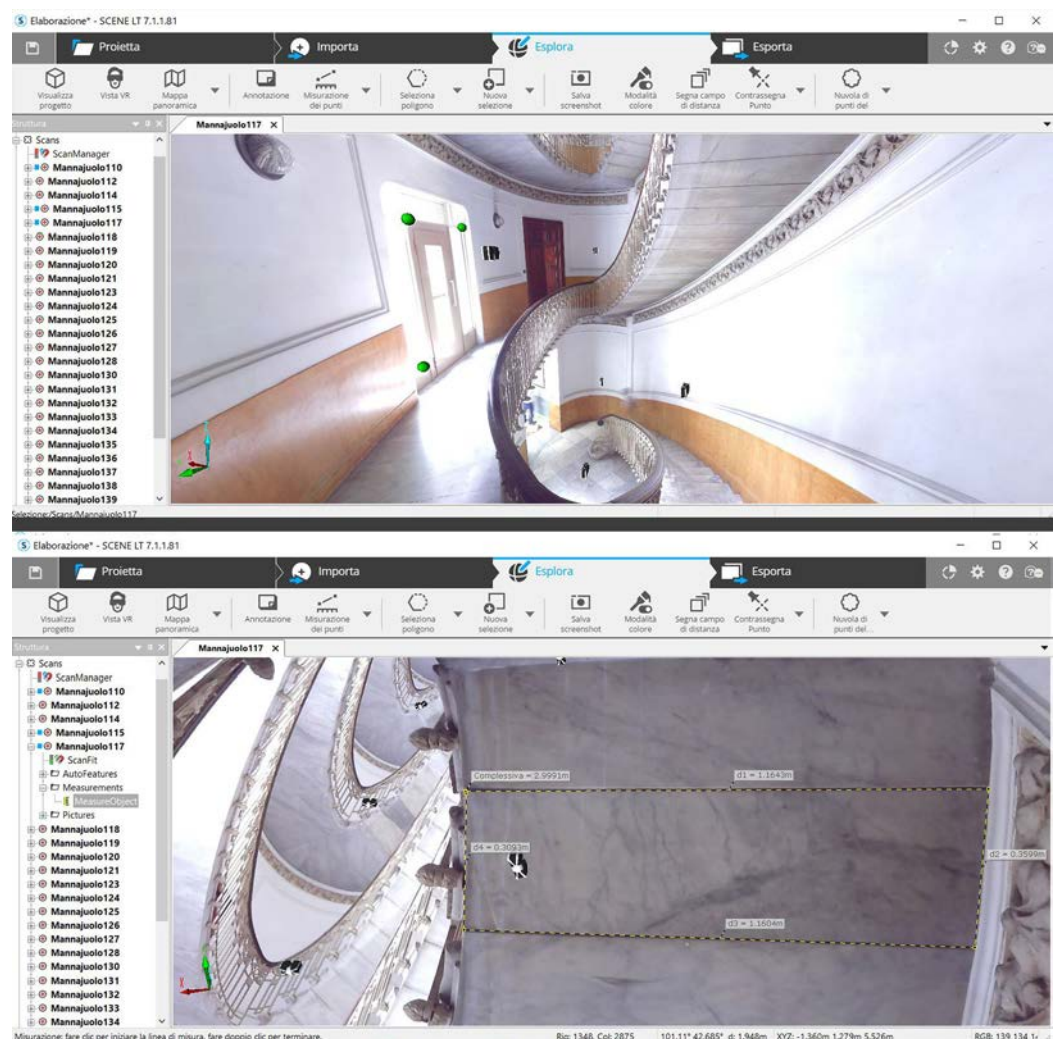 S Elaborazione* - SCENE LT 7.1.1.81
Proietta
Importa
Esplora
Esporta
Visualizza progetto
Vista VR
Mappa panoramica
Annotazione
Misurazione dei punti
Seleziona poligono
Nuova selezione
Salva screenshot
Modalità colore
Segna campo di distanza
Contrassegna Punto
Nuvola di punti del
Struttura
Mannajuolo117 X
Scans
ScanManager
Mannajuolo110
Mannajuolo112
Mannajuolo114
Mannajuolo115
Mannajuolo117
Mannajuolo118
Mannajuolo119
Mannajuolo120
Mannajuolo121
Mannajuolo123
Mannajuolo124
Mannajuolo125
Mannajuolo126
Mannajuolo127
Mannajuolo128
Mannajuolo130
Mannajuolo131
Mannajuolo132
Mannajuolo133
Mannajuolo134
Mannajuolo135
Mannajuolo136
Mannajuolo137
Mannajuolo138
Mannajuolo139
Selezione:/Scans/Mannajuolo117
S Elaborazione* - SCENE LT 7.1.1.81
Proietta
Importa
Esplora
Esporta
Visualizza progetto
Vista VR
Mappa panoramica
Annotazione
Misurazione dei punti
Seleziona poligono
Nuova selezione
Salva screenshot
Modalità colore
Segna campo di distanza
Contrassegna Punto
Nuvola di punti del...
Struttura
Mannajuolo117 X
Scans
ScanManager
Mannajuolo110
Mannajuolo112
Mannajuolo114
Mannajuolo115
Mannajuolo117
ScanFit
AutoFeatures
Measurements
MeasureObject
Pictures
Mannajuolo118
Mannajuolo119
Mannajuolo120
Mannajuolo121
Mannajuolo123
Mannajuolo124
Mannajuolo125
Mannajuolo126
Mannajuolo127
Mannajuolo128
Mannajuolo130
Mannajuolo131
Mannajuolo132
Mannajuolo133
Mannajuolo134
Complessiva = 2.9991m
d1 = 1.1643m
d4 = 0.3093m
d2 = 0.3599m
d3 = 1.1604m
Misurazione: fare clic per iniziare la linea di misura, fare doppio clic per terminare.
Rig: 1348, Col: 2875
101.11° 42.685° d: 1.948m
XYZ: -1.360m 1.279m 5.526m
RGB: 139 134 1